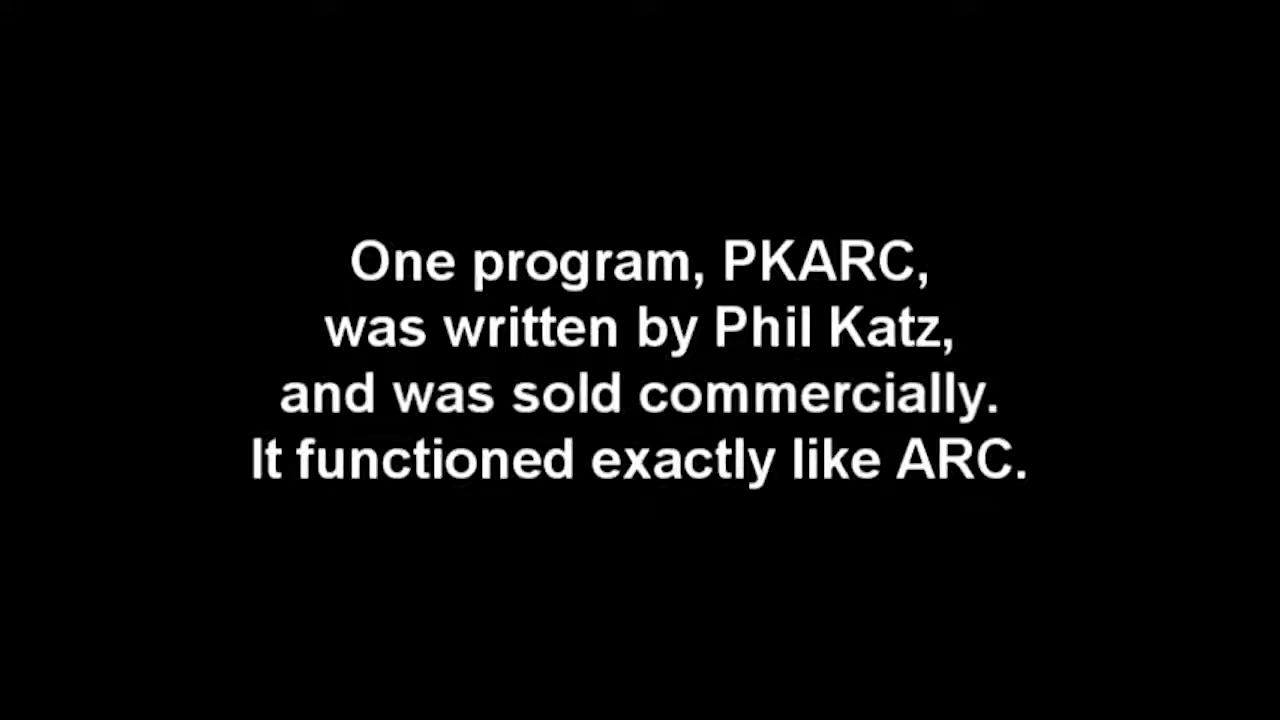 One program, PKARC,
was written by Phil Katz,
and was sold commercially.
It functioned exactly like ARC.